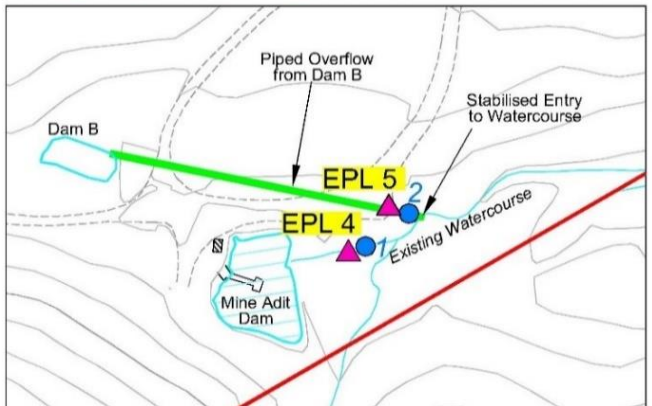 Piped Overflow
from Dam B
Stabilised Entry
to Watercourse
Dam B
EPL 5
2
EPL 4
1
Existing Watercourse
Mine Adit
Dam